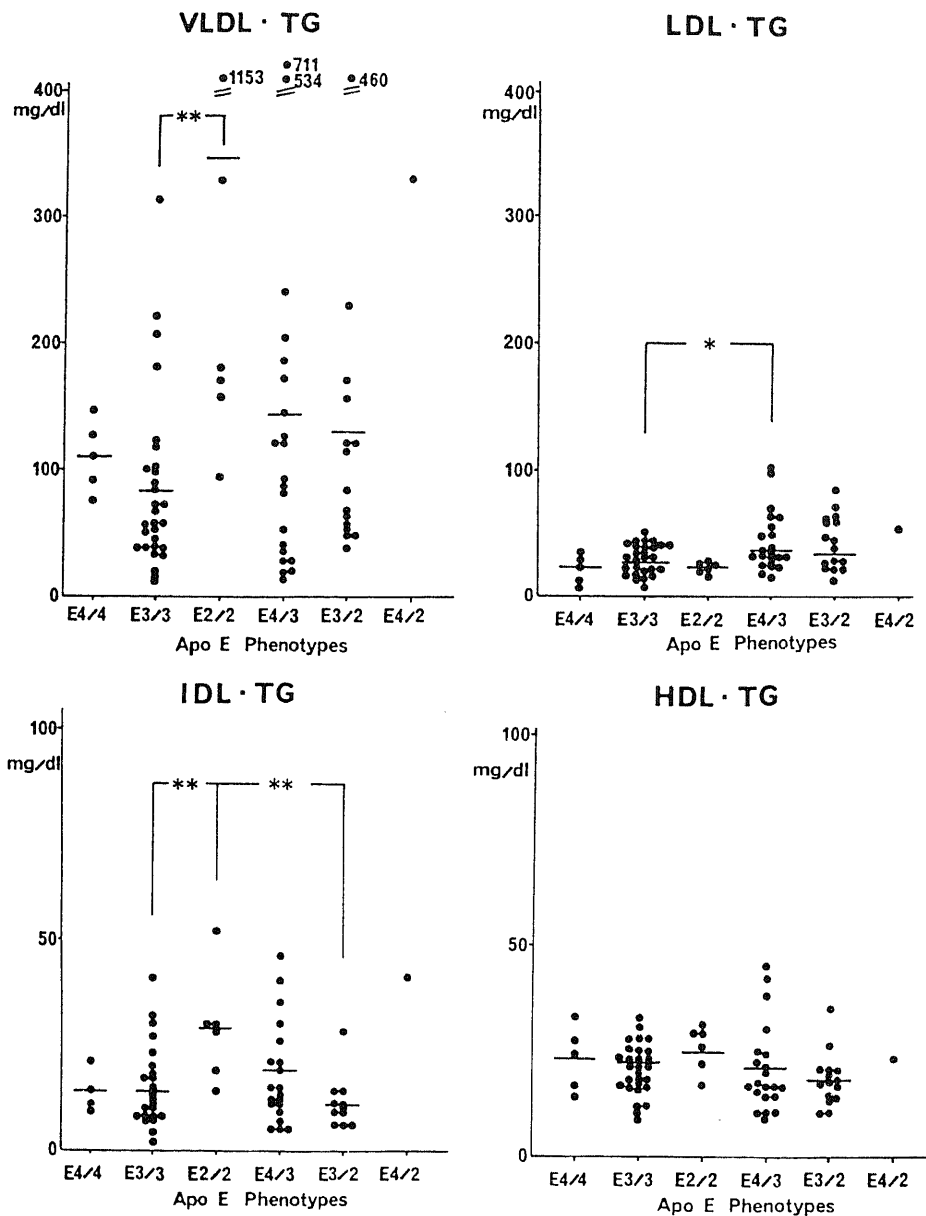 VLDL · TG
1153
711
534
460
400
mg/dl
**
300
200
100
0
E4/4 E3/3 E2/2 E4/3 E3/2 E4/2
Apo E Phenotypes
LDL · TG
400
mg/dl
300
200
*
100
0
E4/4 E3/3 E2/2 E4/3 E3/2 E4/2
Apo E Phenotypes
IDL · TG
100
mg/dl
** **
50
0
E4/4 E3/3 E2/2 E4/3 E3/2 E4/2
Apo E Phenotypes
HDL · TG
100
mg/dl
50
0
E4/4 E3/3 E2/2 E4/3 E3/2 E4/2
Apo E Phenotypes